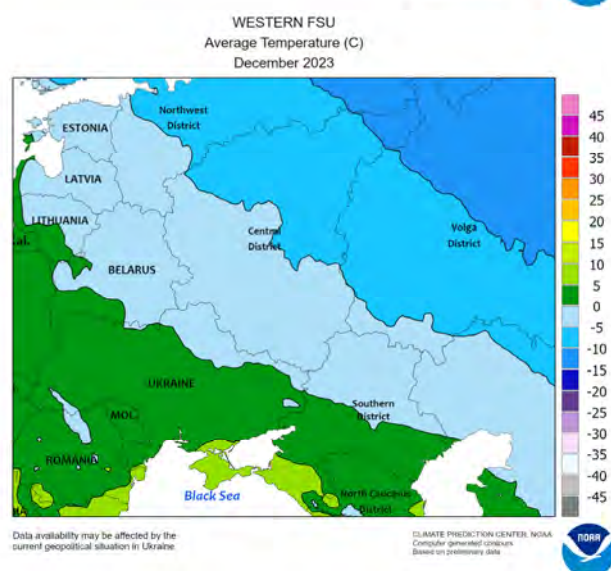 WESTERN FSU
Average Temperature (C)
December 2023
Northwest
District
ESTONIA
LATVIA
LITHUANIA
Kal.
Central
District
Volga
District
BELARUS
UKRAINE
MOL.
Southern
District
ROMANIA
Black Sea
North Caucasus
District
45
40
35
30
25
20
15
10
5
0
-5
-10
-15
-20
-25
-30
-35
-40
-45
Data availability may be affected by the
current geopolitical situation in Ukraine
CLIMATE PREDICTION CENTER, NOAA
Computer generated contours
Based on preliminary data
NOAA